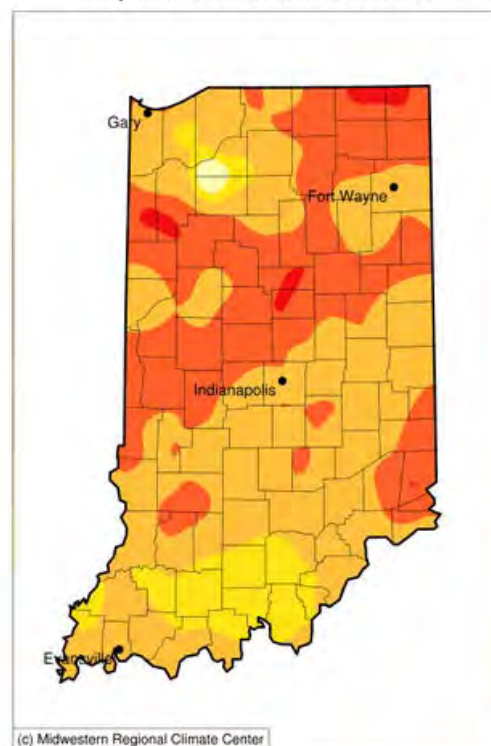 Gary
Fort Wayne
Indianapolis
Evansville
(c) Midwestern Regional Climate Center